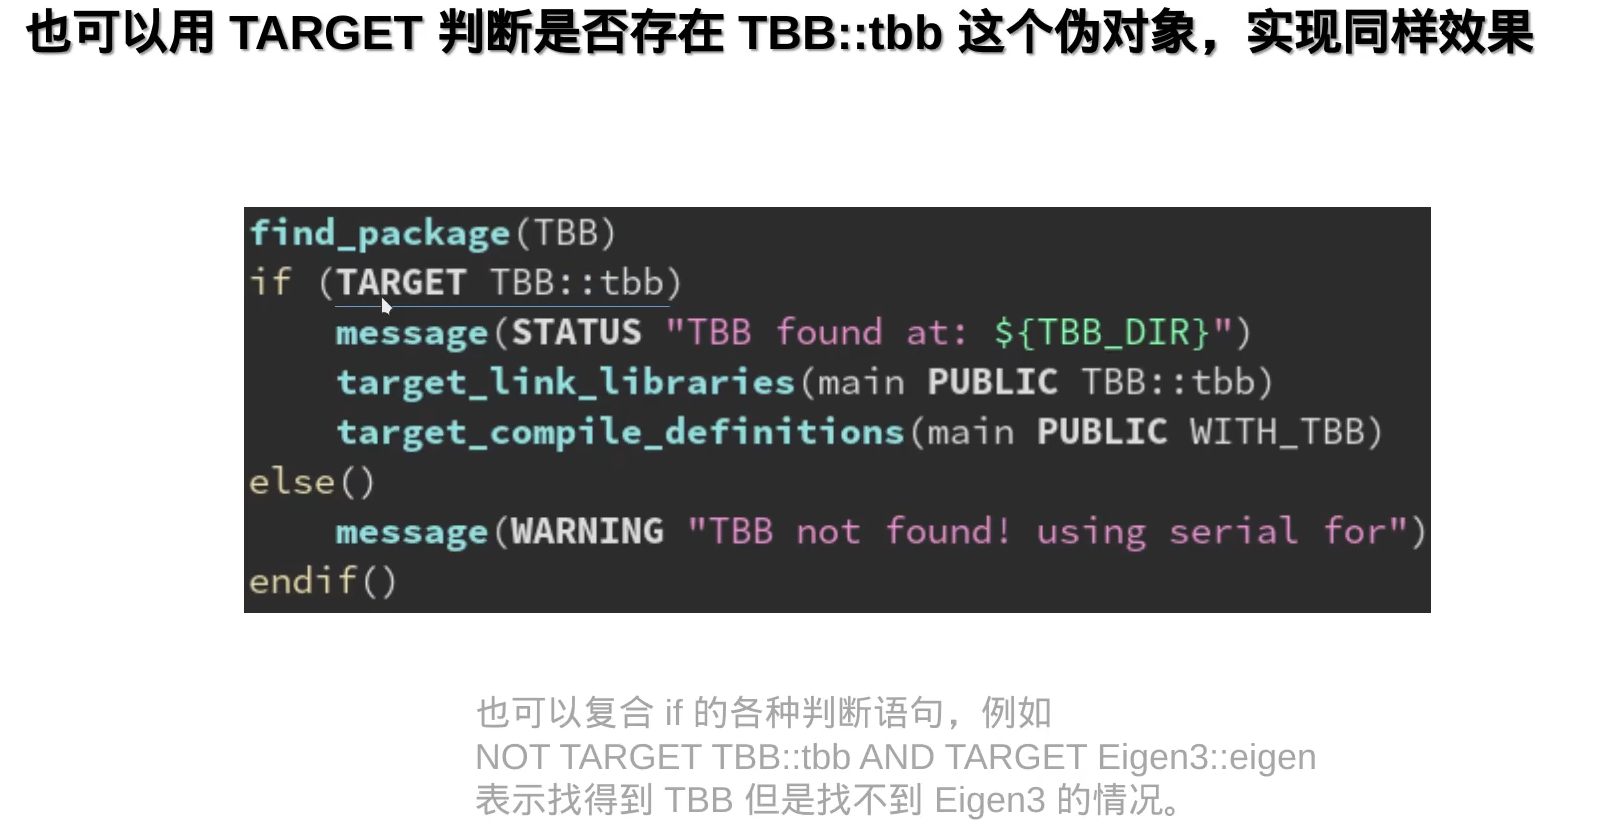 也可以用 TARGET 判断是否存在 TBB::tbb 这个伪对象，实现同样效果
find_package(TBB)
if (TARGET TBB::tbb)
    message(STATUS "TBB found at: ${TBB_DIR}")
    target_link_libraries(main PUBLIC TBB::tbb)
    target_compile_definitions(main PUBLIC WITH_TBB)
else()
    message(WARNING "TBB not found! using serial for")
endif()
也可以复合 if 的各种判断语句，例如
NOT TARGET TBB::tbb AND TARGET Eigen3::eigen
表示找得到 TBB 但是找不到 Eigen3 的情况。